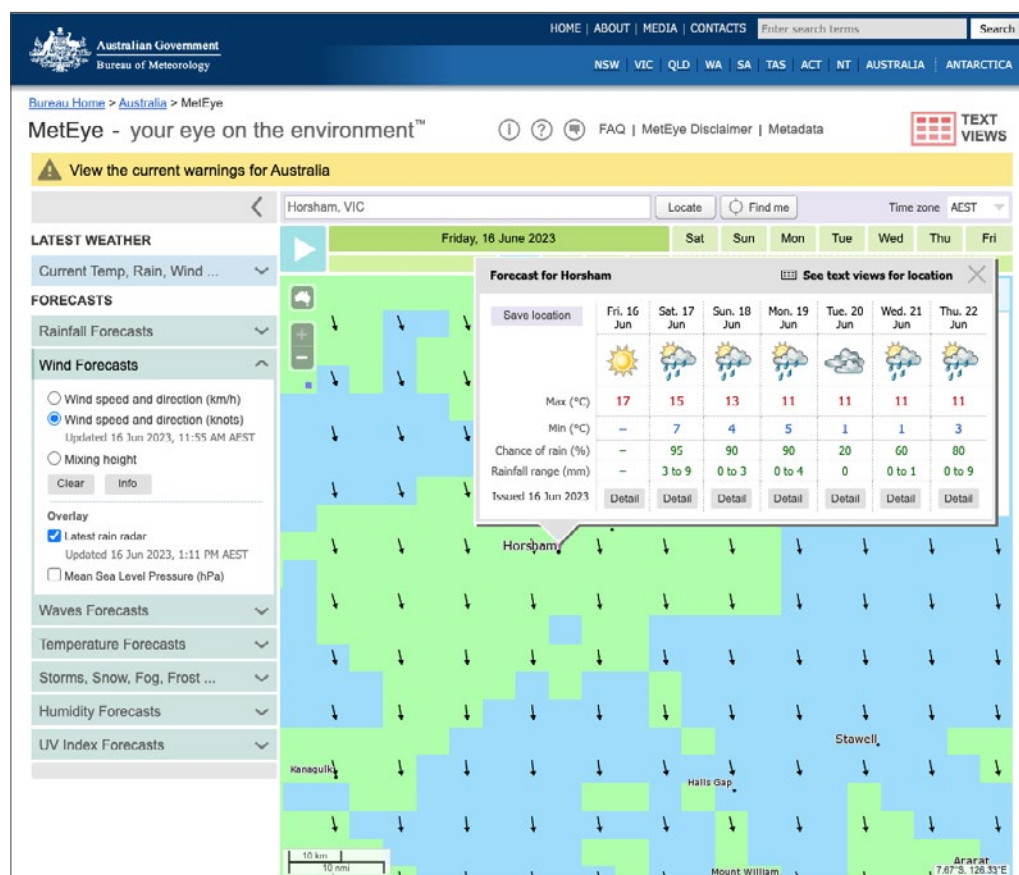 HOME | ABOUT | MEDIA | CONTACTS Enter search terms Search
Australian Government
Bureau of Meteorology
NSW VIC QLD WA SA TAS ACT NT AUSTRALIA ANTARCTICA
Bureau Home > Australia > MetEye
MetEye - your eye on the environment™
FAQ | MetEye Disclaimer | Metadata
TEXT
VIEWS
View the current warnings for Australia
Horsham, VIC Locate Find me Time zone AEST
LATEST WEATHER
Friday, 16 June 2023 Sat Sun Mon Tue Wed Thu Fri
Current Temp, Rain, Wind ...
FORECASTS
Rainfall Forecasts
Wind Forecasts
Wind speed and direction (km/h)
Wind speed and direction (knots)
Updated 16 Jun 2023, 11:55 AM AEST
Mixing height
Clear Info
Overlay
Latest rain radar
Updated 16 Jun 2023, 1:11 PM AEST
Mean Sea Level Pressure (hPa)
Waves Forecasts
Temperature Forecasts
Storms, Snow, Fog, Frost ...
Humidity Forecasts
UV Index Forecasts
Forecast for Horsham See text views for location
Save location
Fri. 16 Sat. 17 Sun. 18 Mon. 19 Tue. 20 Wed. 21 Thu. 22
Jun Jun Jun Jun Jun Jun Jun
Max (°C) 17 15 13 11 11 11 11
Min (°C) – 7 4 5 1 1 3
Chance of rain (%) – 95 90 90 20 60 80
Rainfall range (mm) – 3 to 9 0 to 3 0 to 4 0 0 to 1 0 to 9
Issued 16 Jun 2023 Detail Detail Detail Detail Detail Detail Detail
Horsham
Stawell
Kanagulk
Halls Gap
10 km
10 nmi
Mount William
Ararat
7.67°S, 126.33°E